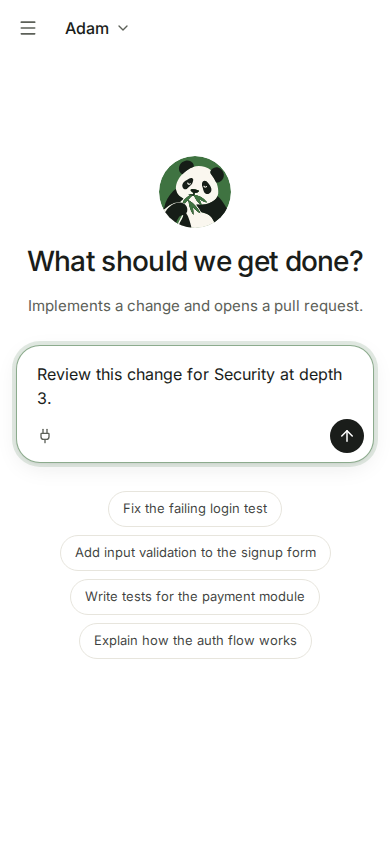 Adam
What should we get done?
Implements a change and opens a pull request.
Review this change for Security at depth
3.
Fix the failing login test
Add input validation to the signup form
Write tests for the payment module
Explain how the auth flow works